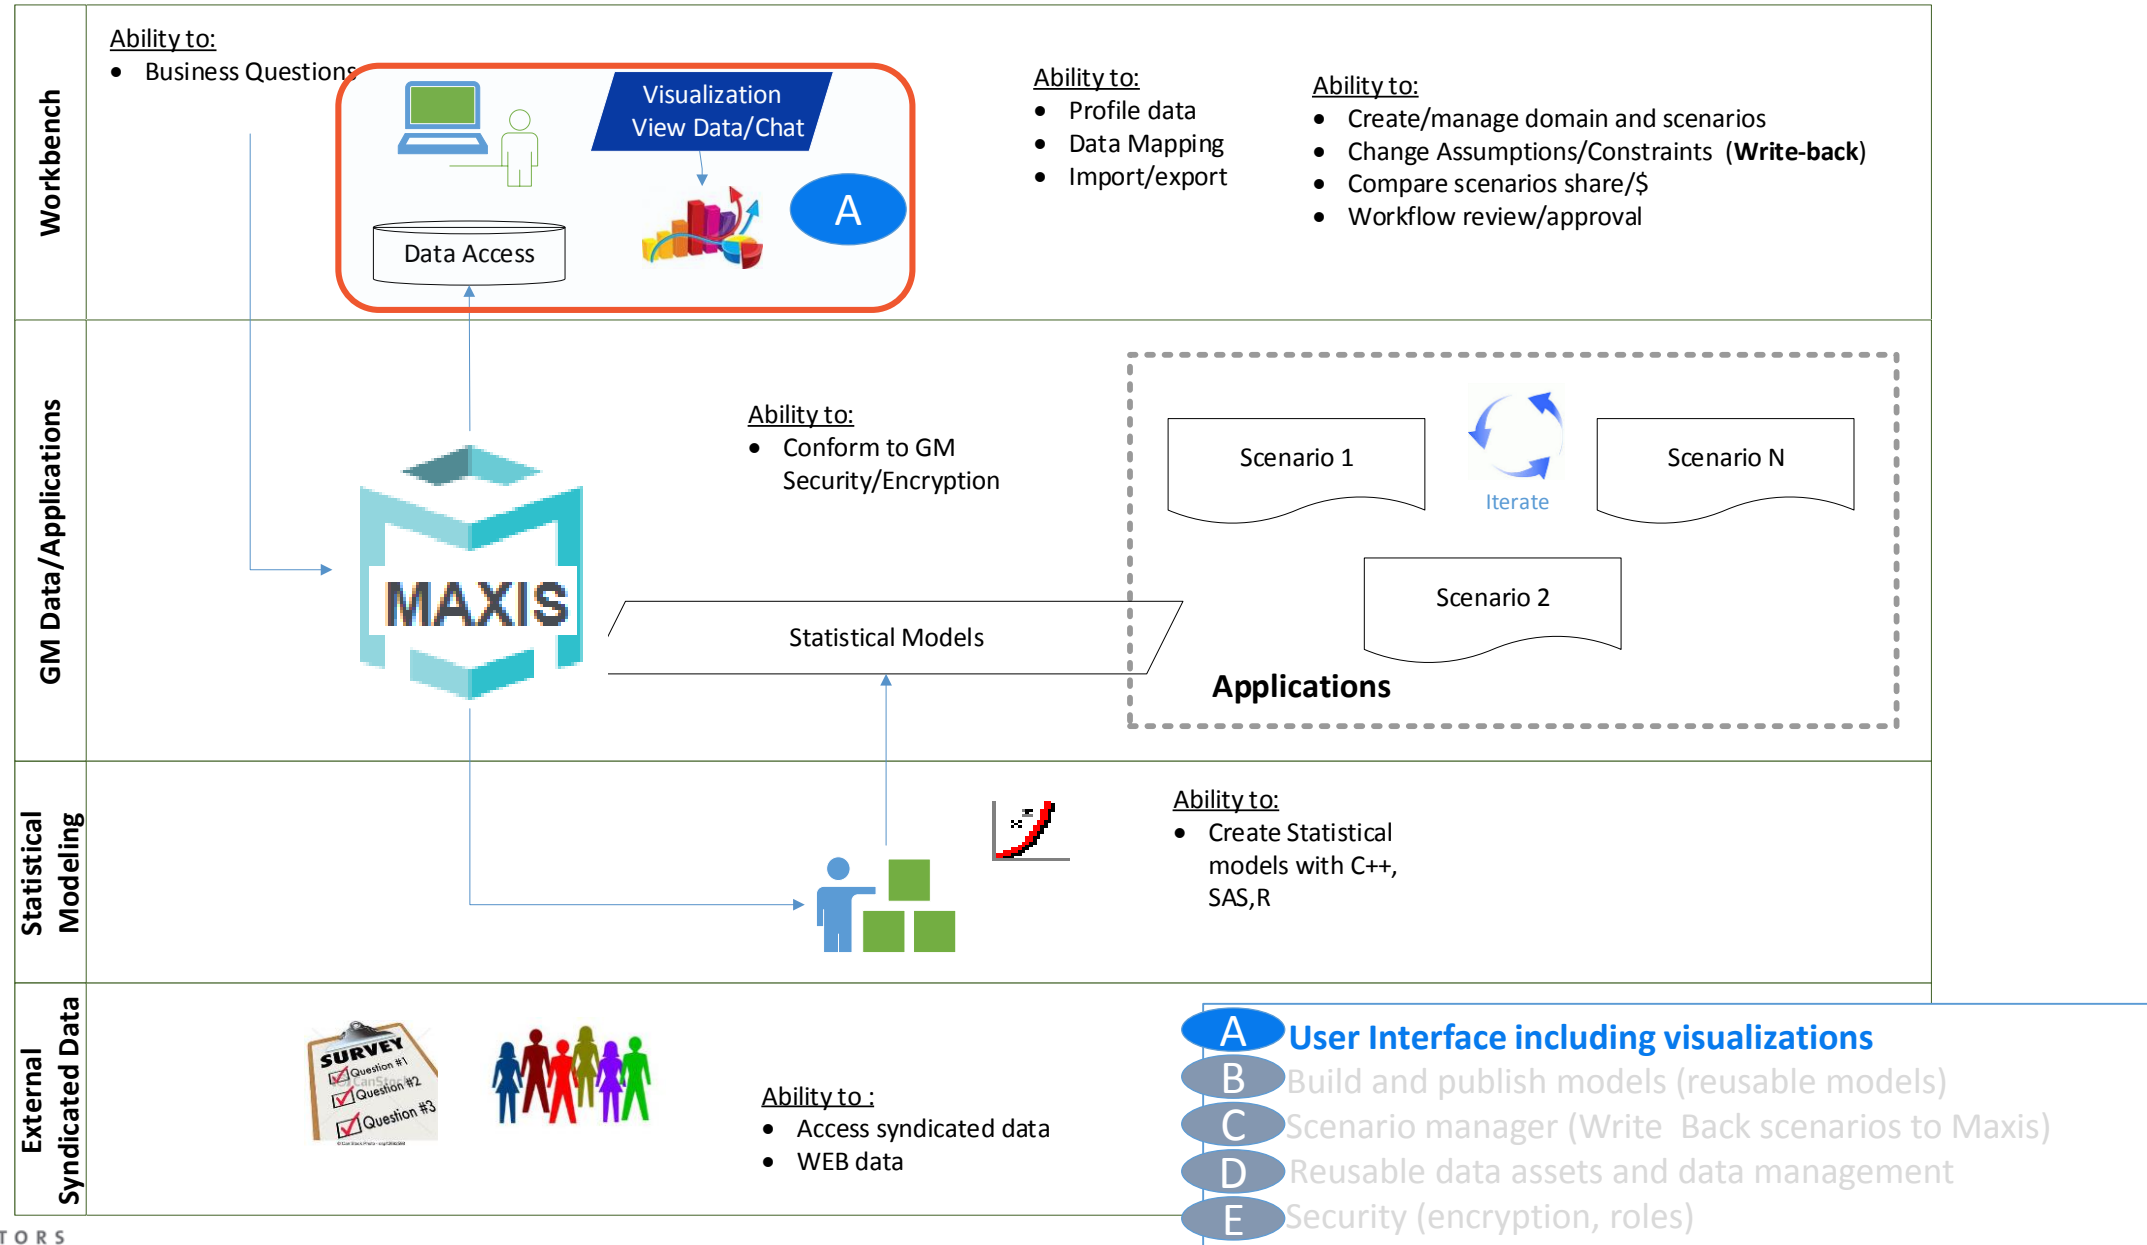 Workbench
Ability to:
• Business Questions
Visualization
View Data/Chat
A
Data Access
Ability to:
• Profile data
• Data Mapping
• Import/export
Ability to:
• Create/manage domain and scenarios
• Change Assumptions/Constraints (Write-back)
• Compare scenarios share/$
• Workflow review/approval
GM Data/Applications
MAXIS
Ability to:
• Conform to GM
Security/Encryption
Statistical Models
Scenario 1
Iterate
Scenario N
Scenario 2
Applications
Statistical
Modeling
Ability to:
• Create Statistical
models with C++,
SAS,R
External
Syndicated Data
SURVEY
Question #1
Question #2
Question #3
Ability to :
• Access syndicated data
• WEB data
A User Interface including visualizations
B Build and publish models (reusable models)
C Scenario manager (Write Back scenarios to Maxis)
D Reusable data assets and data management
E Security (encryption, roles)
TORS